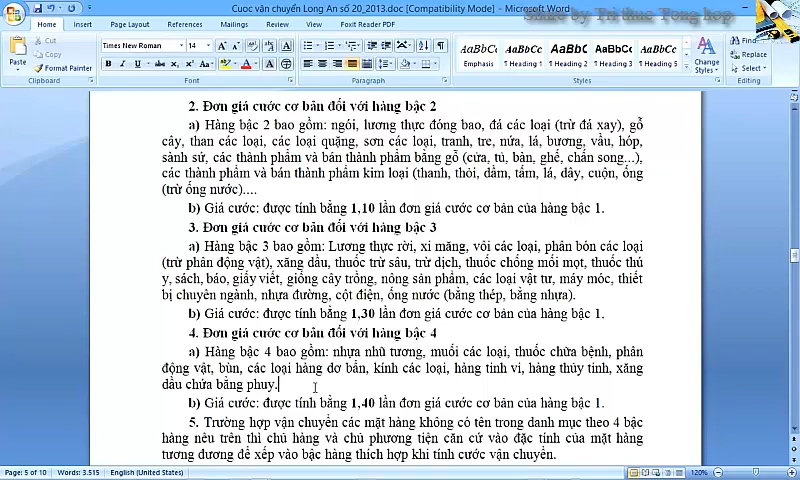 Cuoc vận chuyển Long An số 20_2013.doc [Compatibility Mode] - Microsoft Word
Share by Tri thuc Tong hop
Home Insert Page Layout References Mailings Review View Foxit Reader PDF
Paste
Cut
Copy
Format Painter
Clipboard
Times New Roman 14
B I U abc x₂ x² Aa
Font
Paragraph
AaBbCc AaBbCc AaBbC AaBbCc AaBbCc
Emphasis ¶ Heading 1 ¶ Heading 2 ¶ Heading 3 ¶ Heading 5
Change Styles
Styles
Find
Replace
Select
Editing
2. Đơn giá cước cơ bản đối với hàng bậc 2
a) Hàng bậc 2 bao gồm: ngói, lương thực đóng bao, đá các loại (trừ đá xay), gỗ
cây, than các loại, các loại quặng, sơn các loại, tranh, tre, nứa, lá, bương, vầu, hóp,
sành sứ, các thành phẩm và bán thành phẩm bằng gỗ (cửa, tủ, bàn, ghế, chấn song...),
các thành phẩm và bán thành phẩm kim loại (thanh, thỏi, dầm, tấm, lá, dây, cuộn, ống
(trừ ống nước)....
b) Giá cước: được tính bằng 1,10 lần đơn giá cước cơ bản của hàng bậc 1.
3. Đơn giá cước cơ bản đối với hàng bậc 3
a) Hàng bậc 3 bao gồm: Lương thực rời, xi măng, vôi các loại, phân bón các loại
(trừ phân động vật), xăng dầu, thuốc trừ sâu, trừ dịch, thuốc chống mối mọt, thuốc thú
y, sách, báo, giấy viết, giống cây trồng, nông sản phẩm, các loại vật tư, máy móc, thiết
bị chuyên ngành, nhựa đường, cột điện, ống nước (bằng thép, bằng nhựa).
b) Giá cước: được tính bằng 1,30 lần đơn giá cước cơ bản của hàng bậc 1.
4. Đơn giá cước cơ bản đối với hàng bậc 4
a) Hàng bậc 4 bao gồm: nhựa nhũ tương, muối các loại, thuốc chữa bệnh, phân
động vật, bùn, các loại hàng dơ bẩn, kính các loại, hàng tinh vi, hàng thủy tinh, xăng
dầu chứa bằng phuy.
b) Giá cước: được tính bằng 1,40 lần đơn giá cước cơ bản của hàng bậc 1.
5. Trường hợp vận chuyển các mặt hàng không có tên trong danh mục theo 4 bậc
hàng nêu trên thì chủ hàng và chủ phương tiện căn cứ vào đặc tính của mặt hàng
tương đương để xếp vào bậc hàng thích hợp khi tính cước vận chuyển.
Page: 5 of 10 Words: 3.515 English (United States) 120%